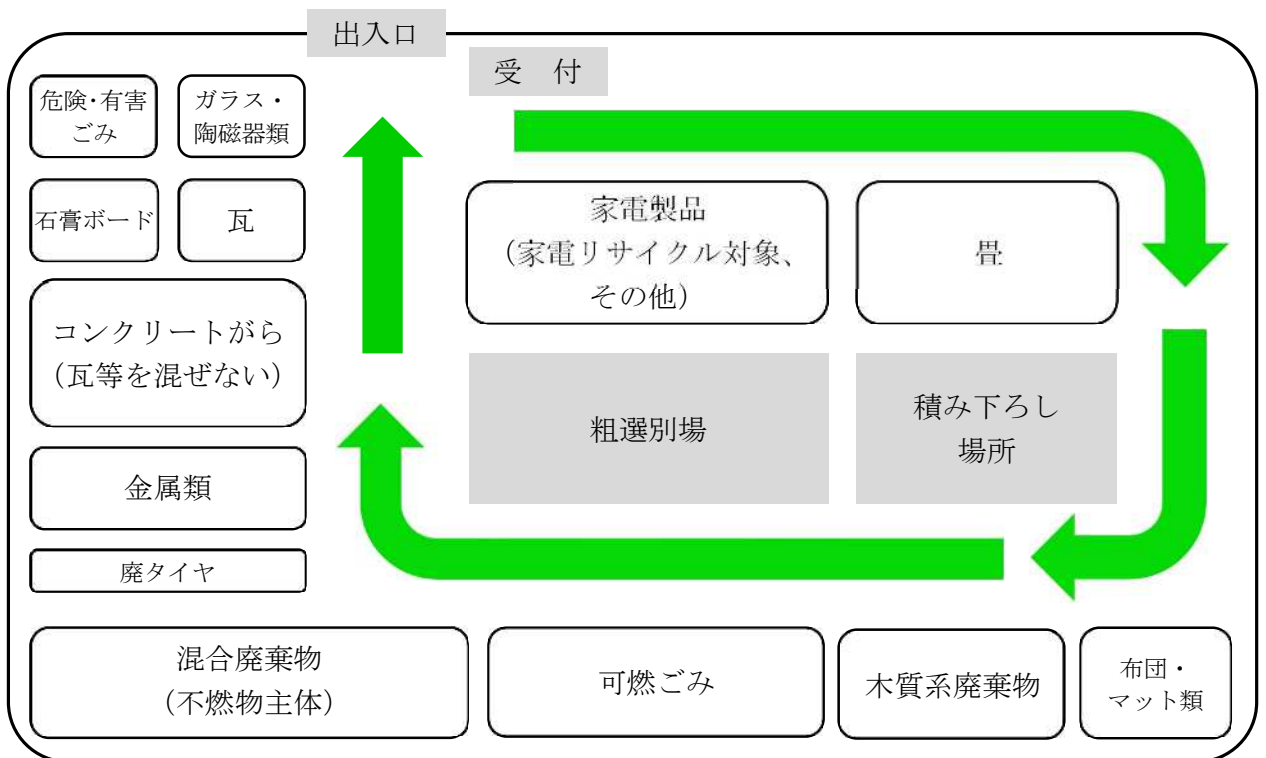 出入口
受　付
危険・有害
ごみ
ガラス・
陶磁器類
石膏ボード
瓦
家電製品
（家電リサイクル対象、
その他）
畳
コンクリートがら
（瓦等を混ぜない）
粗選別場
積み下ろし
場所
金属類
廃タイヤ
混合廃棄物
（不燃物主体）
可燃ごみ
木質系廃棄物
布団・
マット類